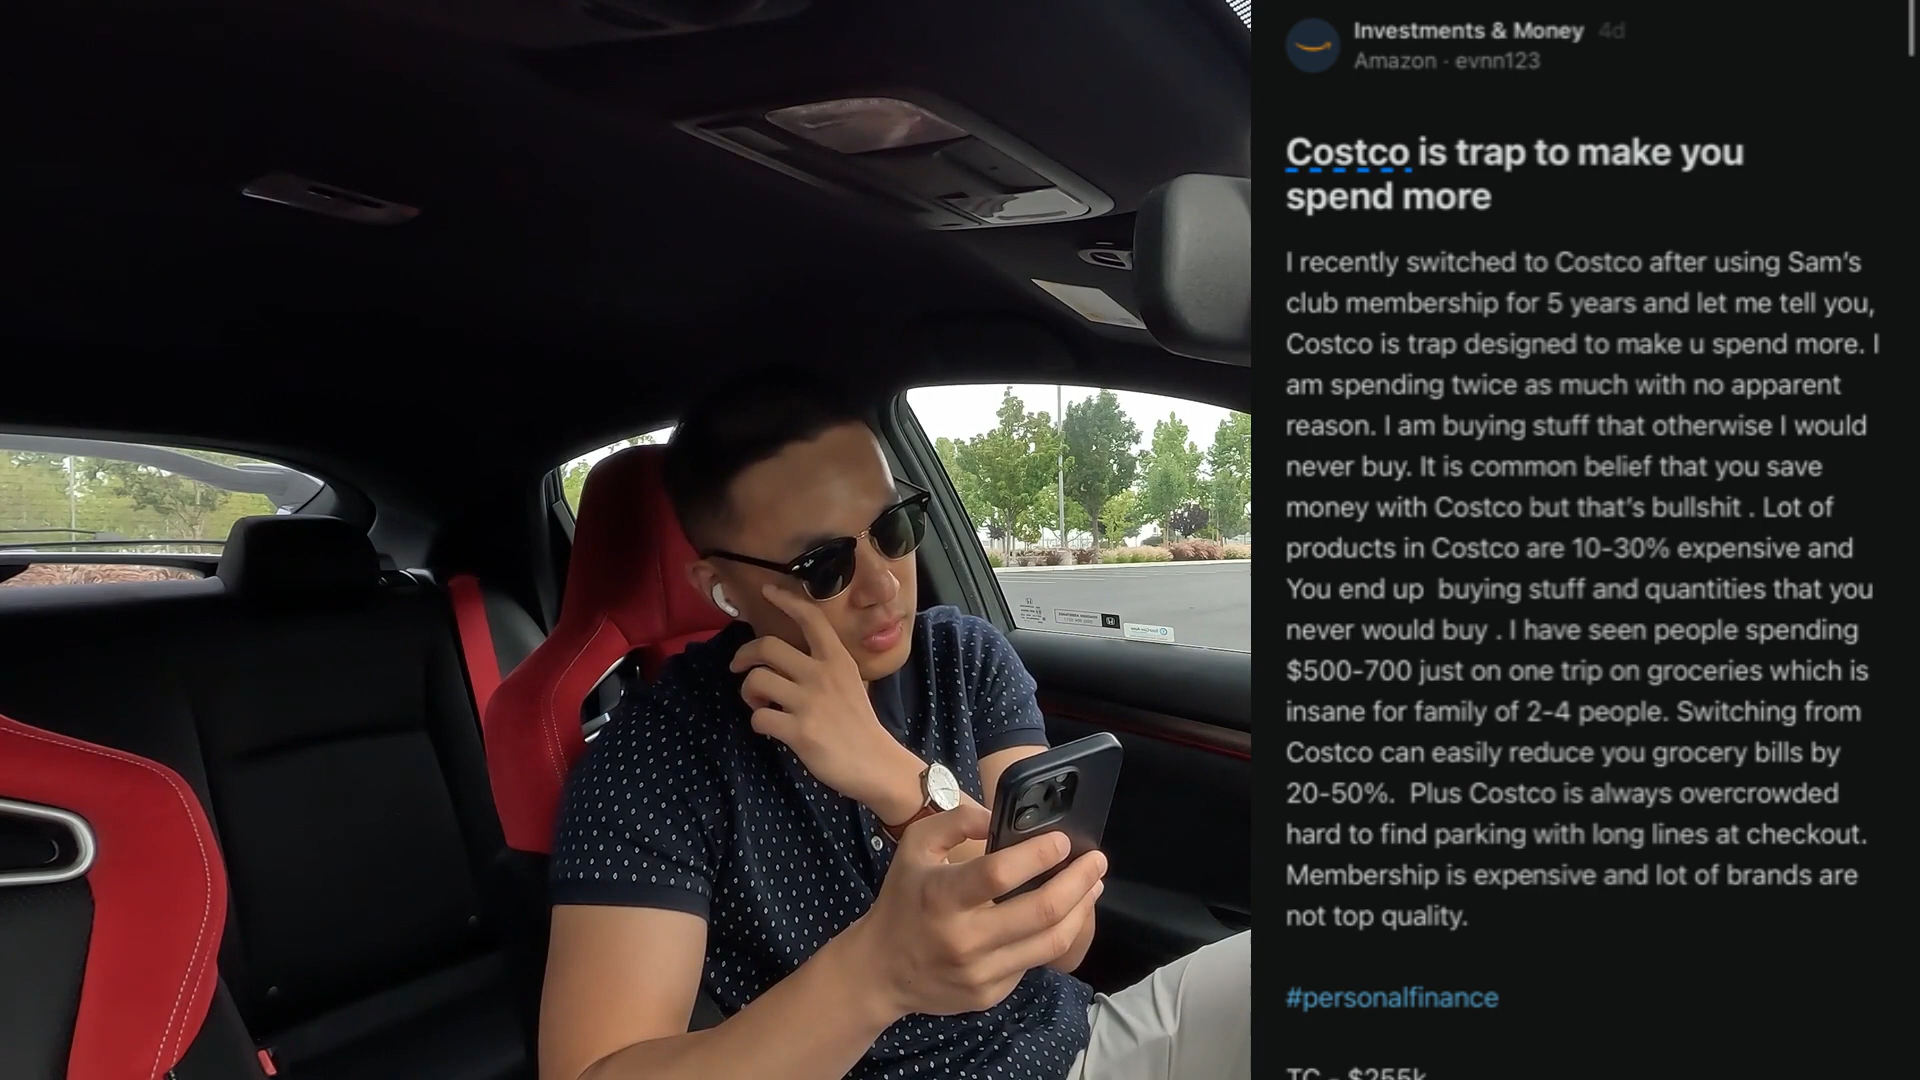 Investments & Money 4d
Amazon · evnn123
Costco is trap to make you
spend more
I recently switched to Costco after using Sam's
club membership for 5 years and let me tell you,
Costco is trap designed to make u spend more. I
am spending twice as much with no apparent
reason. I am buying stuff that otherwise I would
never buy. It is common belief that you save
money with Costco but that's bullshit . Lot of
products in Costco are 10-30% expensive and
You end up  buying stuff and quantities that you
never would buy . I have seen people spending
$500-700 just on one trip on groceries which is
insane for family of 2-4 people. Switching from
Costco can easily reduce you grocery bills by
20-50%.  Plus Costco is always overcrowded
hard to find parking with long lines at checkout.
Membership is expensive and lot of brands are
not top quality.
#personalfinance
TC - $255k